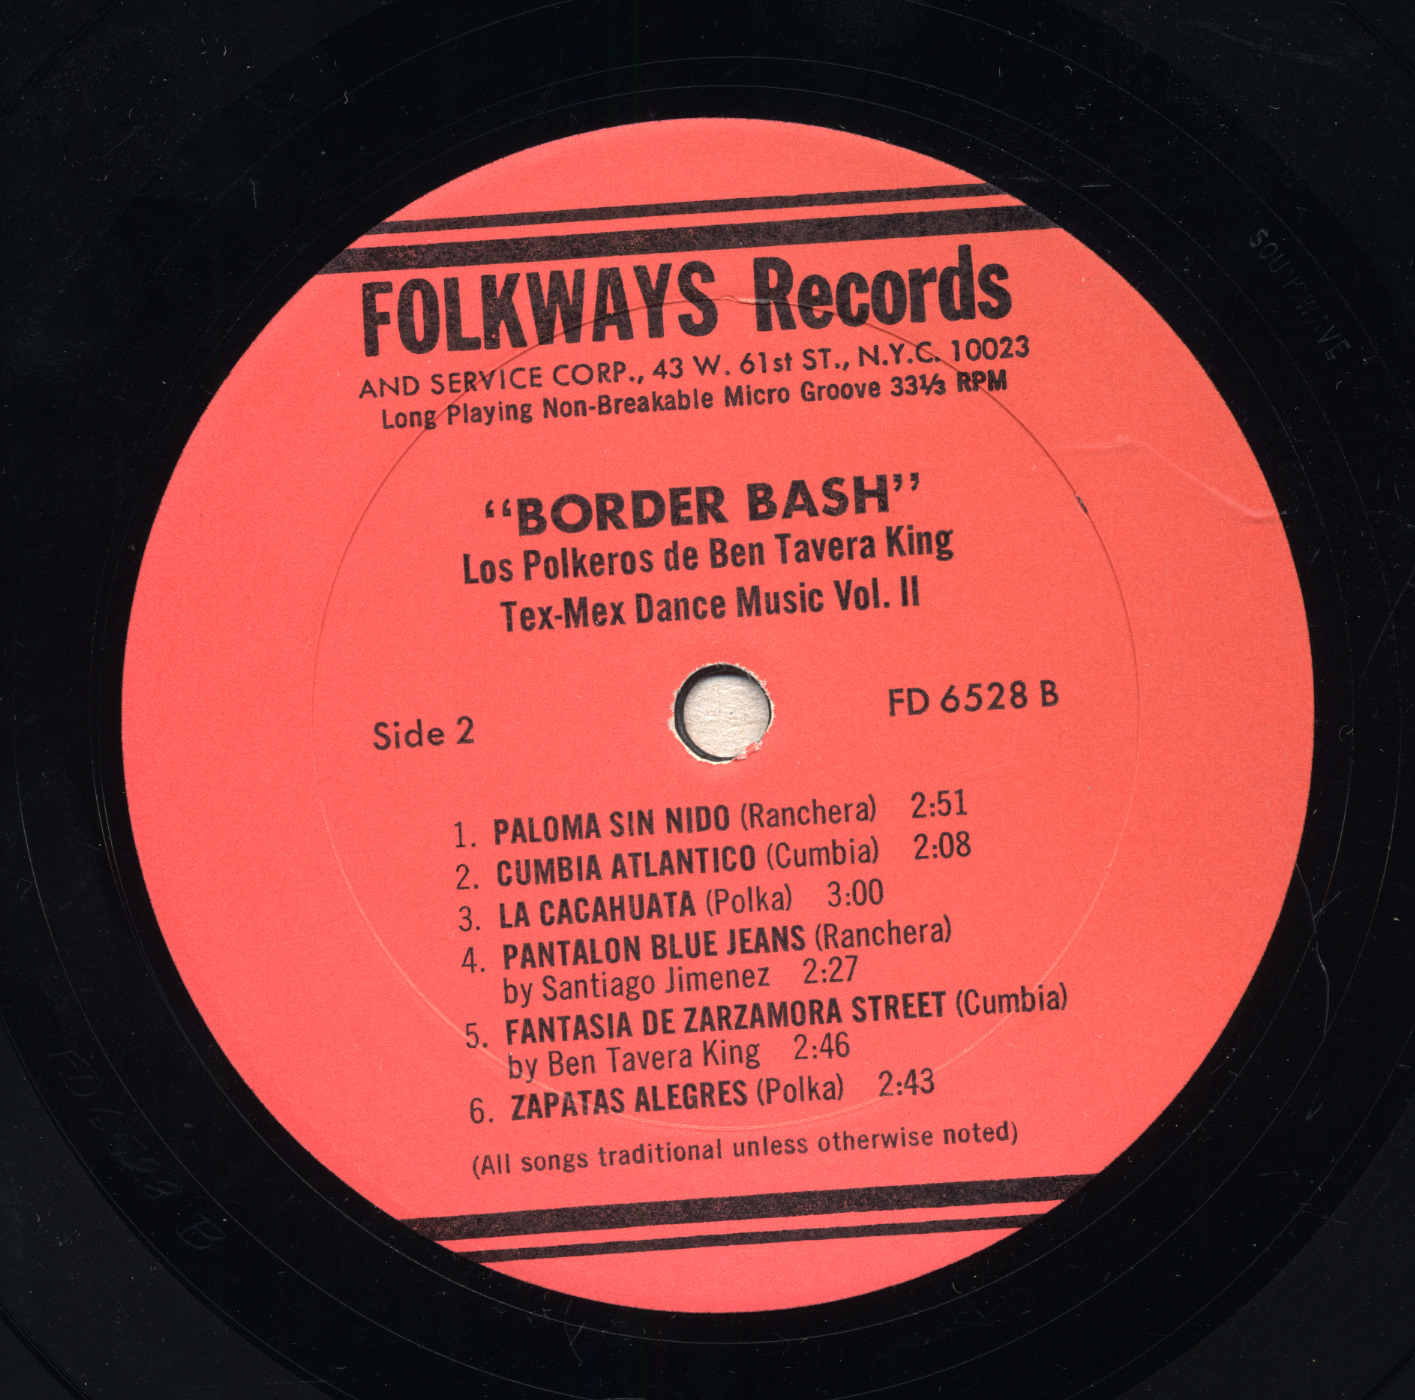 FOLKWAYS Records
AND SERVICE CORP., 43 W. 61st ST., N.Y.C. 10023
Long Playing Non-Breakable Micro Groove 33⅓ RPM
“BORDER BASH”
Los Polkeros de Ben Tavera King
Tex-Mex Dance Music Vol. II
Side 2
FD 6528 B
1. PALOMA SIN NIDO (Ranchera) 2:51
2. CUMBIA ATLANTICO (Cumbia) 2:08
3. LA CACAHUATA (Polka) 3:00
4. PANTALON BLUE JEANS (Ranchera)
by Santiago Jimenez 2:27
5. FANTASIA DE ZARZAMORA STREET (Cumbia)
by Ben Tavera King 2:46
6. ZAPATAS ALEGRES (Polka) 2:43
(All songs traditional unless otherwise noted)
FD 6528 B